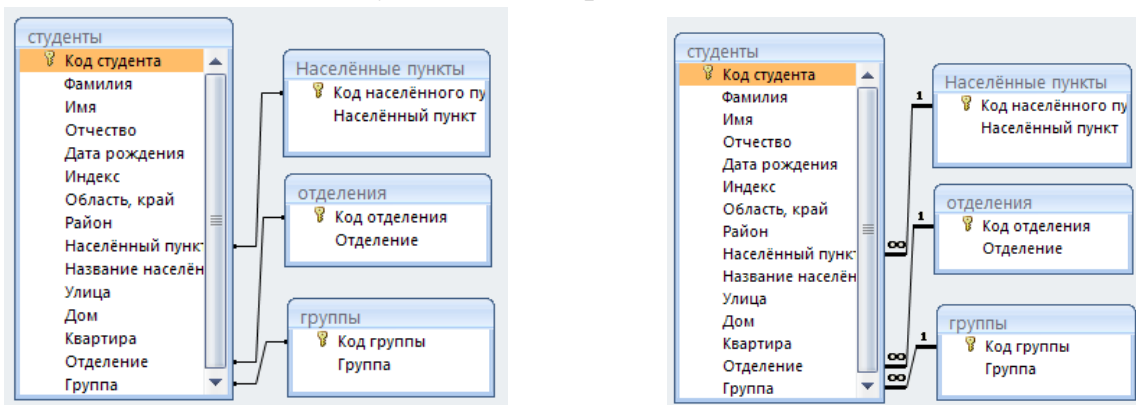 студенты
Код студента
Фамилия
Имя
Отчество
Дата рождения
Индекс
Область, край
Район
Населённый пунк
Название населён
Улица
Дом
Квартира
Отделение
Группа
Населённые пункты
Код населённого пу
Населённый пункт
отделения
Код отделения
Отделение
группы
Код группы
Группа
студенты
Код студента
Фамилия
Имя
Отчество
Дата рождения
Индекс
Область, край
Район
Населённый пунк
Название населён
Улица
Дом
Квартира
Отделение
Группа
∞
∞
∞
1
1
1
Населённые пункты
Код населённого пу
Населённый пункт
отделения
Код отделения
Отделение
группы
Код группы
Группа